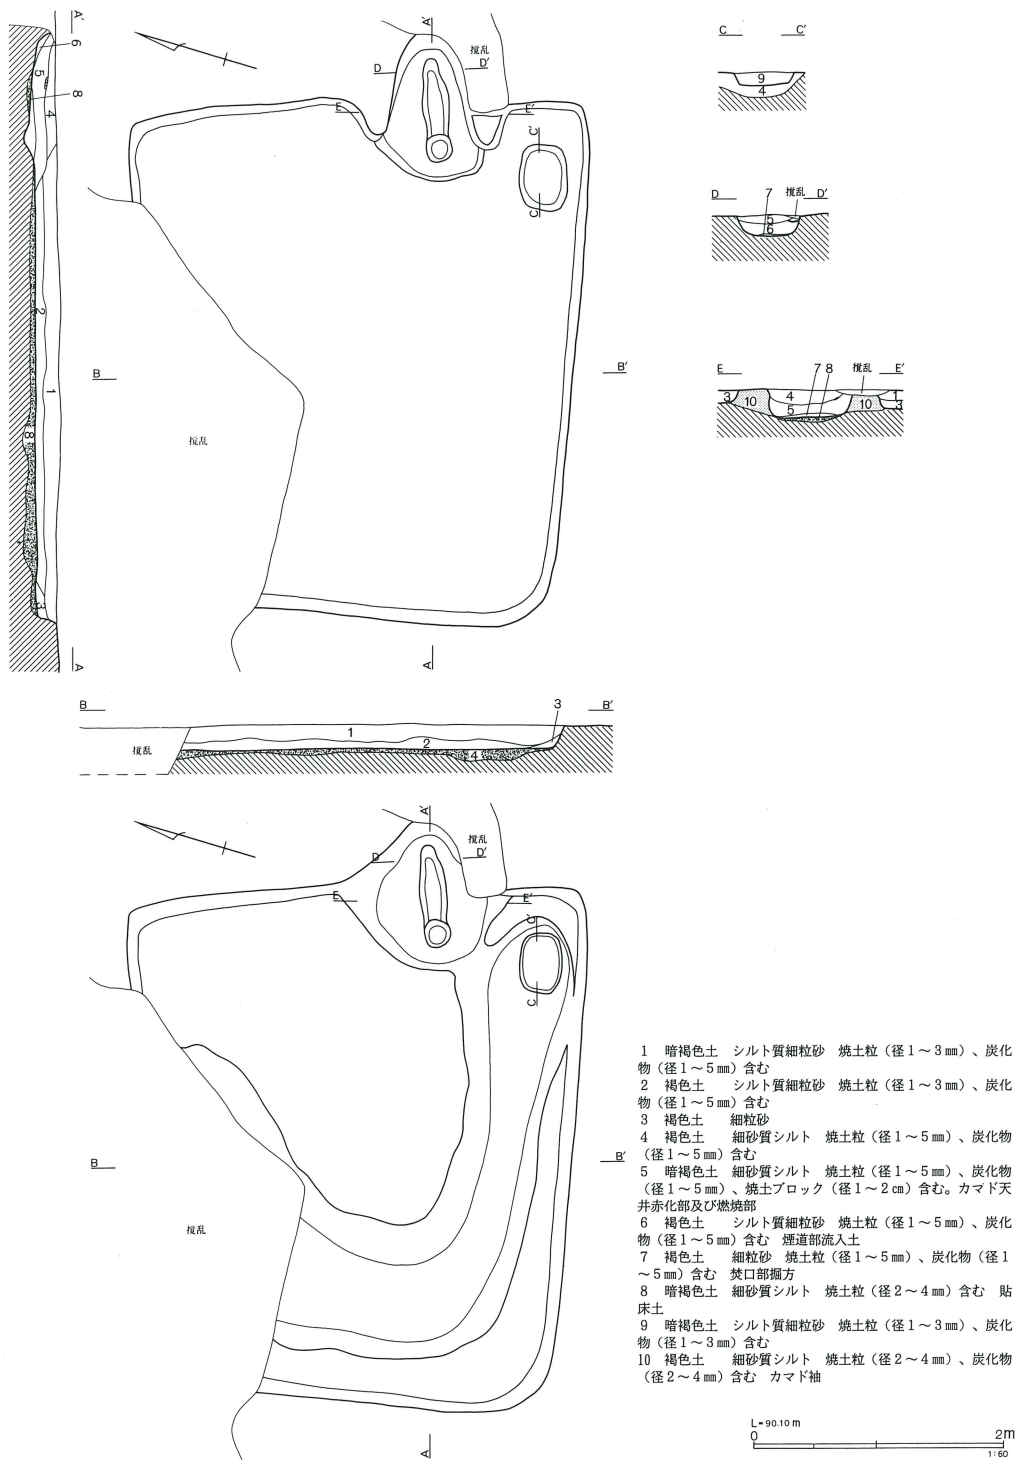 A′
6
5
8
4
2
1
8
3
A
A′
撹乱
D
D′
E
E′
C′
C
B
B′
撹乱
A
C
C′
9
4
D
7
撹乱
D′
5
6
E
7 8
撹乱
E′
3
10
4
5
10
1
3
B
3
B′
1
2
撹乱
4
A′
撹乱
D
D′
E
E′
C′
C
B
B′
撹乱
A
1 暗褐色土 シルト質細粒砂 焼土粒（径1～3㎜）、炭化
物（径1～5㎜）含む
2 褐色土 シルト質細粒砂 焼土粒（径1～3㎜）、炭化
物（径1～5㎜）含む
3 褐色土 細粒砂
4 褐色土 細砂質シルト 焼土粒（径1～5㎜）、炭化物
（径1～5㎜）含む
5 暗褐色土 細砂質シルト 焼土粒（径1～5㎜）、炭化物
（径1～5㎜）、焼土ブロック（径1～2㎝）含む。カマド天
井赤化部及び燃焼部
6 褐色土 シルト質細粒砂 焼土粒（径1～5㎜）、炭化
物（径1～5㎜）含む 煙道部流入土
7 褐色土 細粒砂 焼土粒（径1～5㎜）、炭化物（径1
～5㎜）含む 焚口部掘方
8 暗褐色土 細砂質シルト 焼土粒（径2～4㎜）含む 貼
床土
9 暗褐色土 シルト質細粒砂 焼土粒（径1～3㎜）、炭化
物（径1～3㎜）含む
10 褐色土 細砂質シルト 焼土粒（径2～4㎜）、炭化物
（径2～4㎜）含む カマド袖
L=90.10m
0 2m
1:60